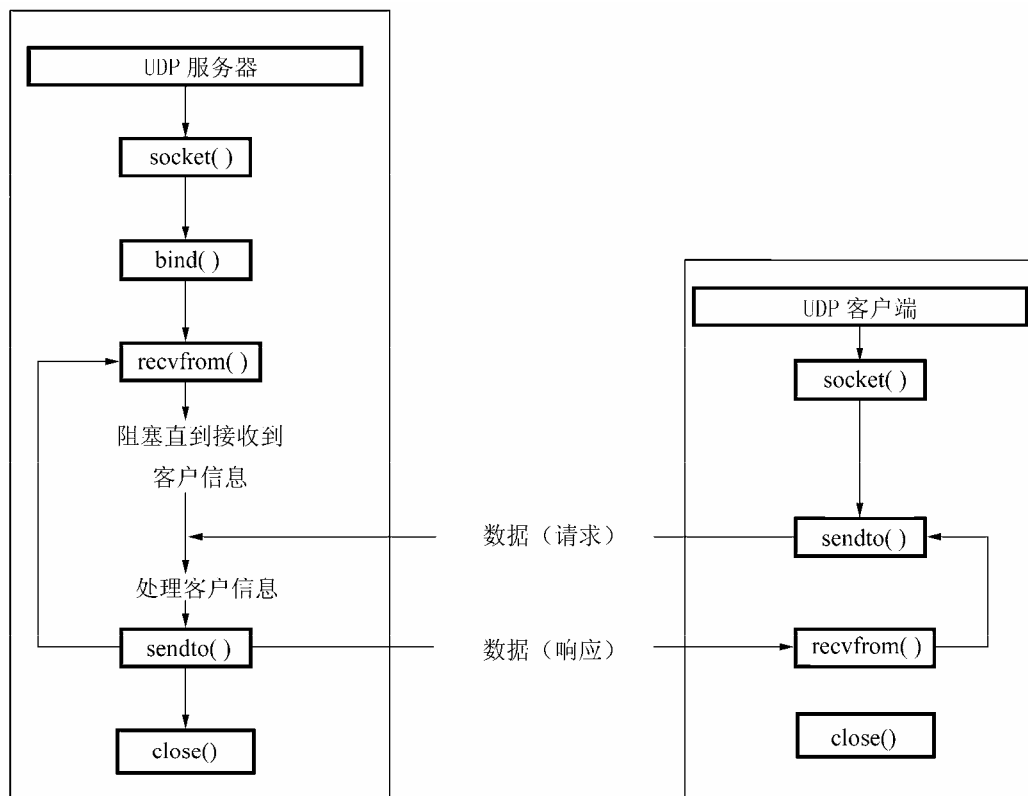 UDP 服务器
socket( )
bind( )
recvfrom( )
阻塞直到接收到
客户信息
处理客户信息
sendto( )
close()
数据（请求）
数据（响应）
UDP 客户端
socket( )
sendto( )
recvfrom( )
close()